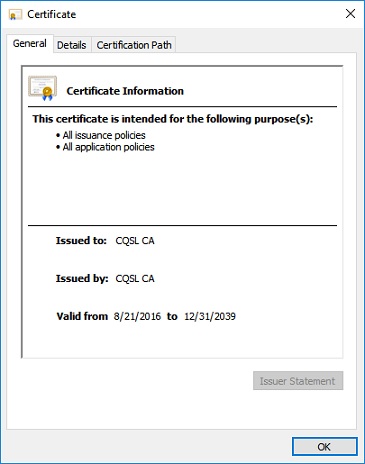 Certificate
General Details Certification Path
Certificate Information
This certificate is intended for the following purpose(s):
• All issuance policies
• All application policies
Issued to: CQSL CA
Issued by: CQSL CA
Valid from 8/21/2016 to 12/31/2039
Issuer Statement
OK